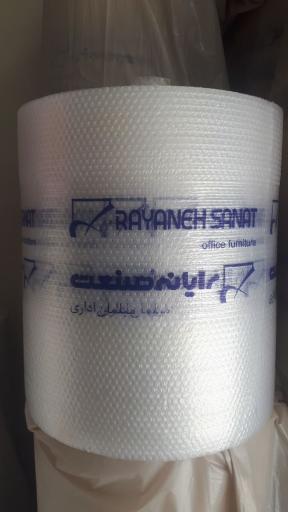 RAYANEH SANAT
office furniture
رایانه صنعت
مبلمان اداری